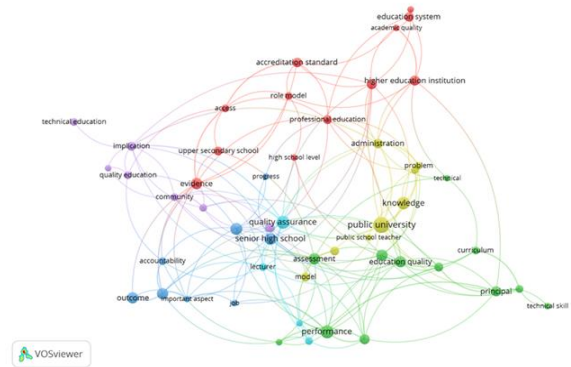 education system
academic quality
accreditation standard
higher education institution
role model
access
professional education
technical education
implication
upper secondary school
administration
high school level
problem
quality education
progress
technical
evidence
community
knowledge
quality assurance
public university
senior high school
public school teacher
curriculum
accountability
lecturer
assessment
education quality
model
outcome
important aspect
job
principal
technical skill
performance
VOSviewer